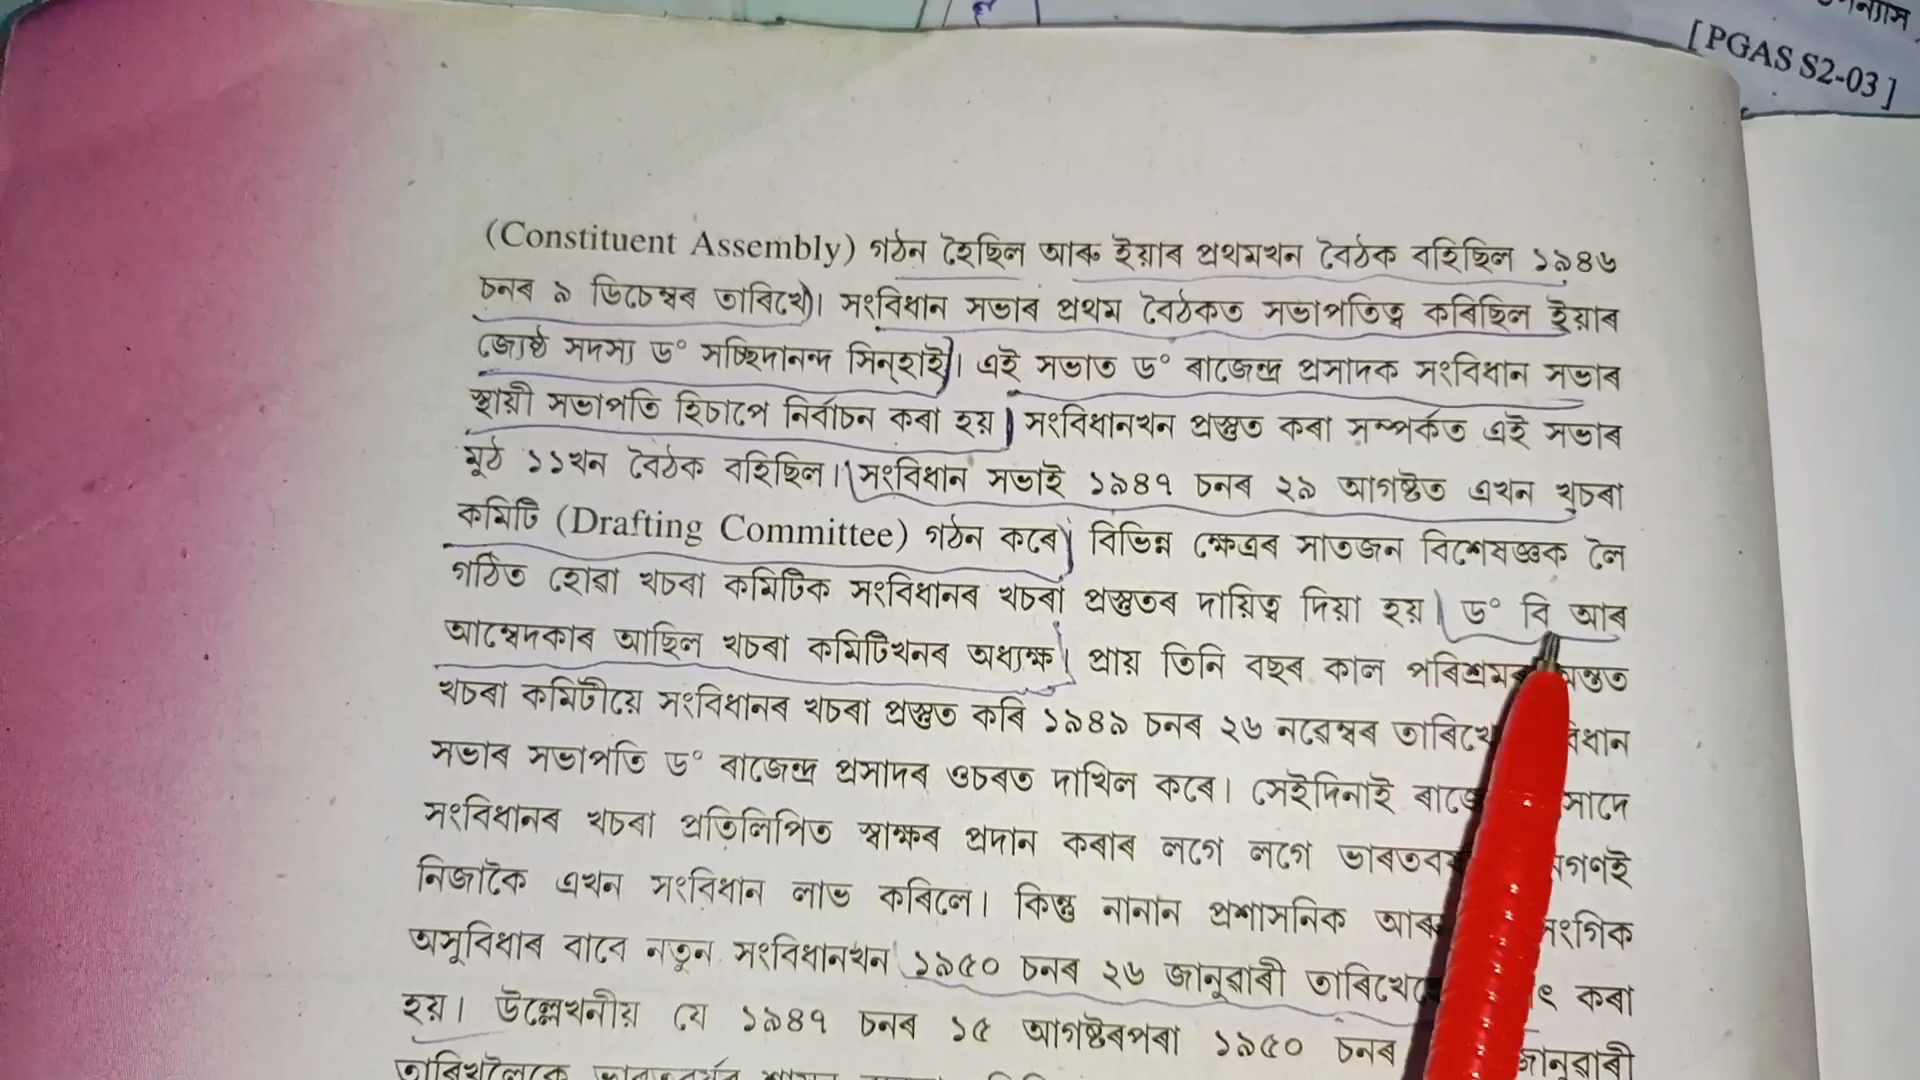 [ PGAS S2-03 ]
(Constituent Assembly) গঠন হৈছিল আৰু ইয়াৰ প্ৰথমখন বৈঠক বহিছিল ১৯৪৬
চনৰ ৯ ডিচেম্বৰ তাৰিখে। সংবিধান সভাৰ প্ৰথম বৈঠকত সভাপতিত্ব কৰিছিল ইয়াৰ
জ্যেষ্ঠ সদস্য ড° সচ্ছিদানন্দ সিন্‌হাই। এই সভাত ড° ৰাজেন্দ্ৰ প্ৰসাদক সংবিধান সভাৰ
স্থায়ী সভাপতি হিচাপে নিৰ্বাচন কৰা হয়। সংবিধানখন প্ৰস্তুত কৰা সম্পৰ্কত এই সভাৰ
মুঠ ১১খন বৈঠক বহিছিল। সংবিধান সভাই ১৯৪৭ চনৰ ২৯ আগষ্টত এখন খচৰা
কমিটি (Drafting Committee) গঠন কৰে। বিভিন্ন ক্ষেত্ৰৰ সাতজন বিশেষজ্ঞক লৈ
গঠিত হোৱা খচৰা কমিটিক সংবিধানৰ খচৰা প্ৰস্তুতৰ দায়িত্ব দিয়া হয়। ড° বি আৰ
আম্বেদকাৰ আছিল খচৰা কমিটিখনৰ অধ্যক্ষ। প্ৰায় তিনি বছৰ কাল
খচৰা কমিটীয়ে সংবিধানৰ খচৰা প্ৰস্তুত কৰি ১৯৪৯ চনৰ ২৬ নৱেম্বৰ
সভাৰ সভাপতি ড° ৰাজেন্দ্ৰ প্ৰসাদৰ ওচৰত দাখিল কৰে। সেইদিনাই
সংবিধানৰ খচৰা প্ৰতিলিপিত স্বাক্ষৰ প্ৰদান কৰাৰ লগে লগে
নিজাকৈ এখন সংবিধান লাভ কৰিলে। কিন্তু নানান প্ৰশাসনিক
অসুবিধাৰ বাবে নতুন সংবিধানখন ১৯৫০ চনৰ ২৬ জানুৱাৰী কৰা
হয়। উল্লেখনীয় যে ১৯৪৭ চনৰ ১৫ আগষ্টৰপৰা ১৯৫০ চনৰ জানুৱাৰী